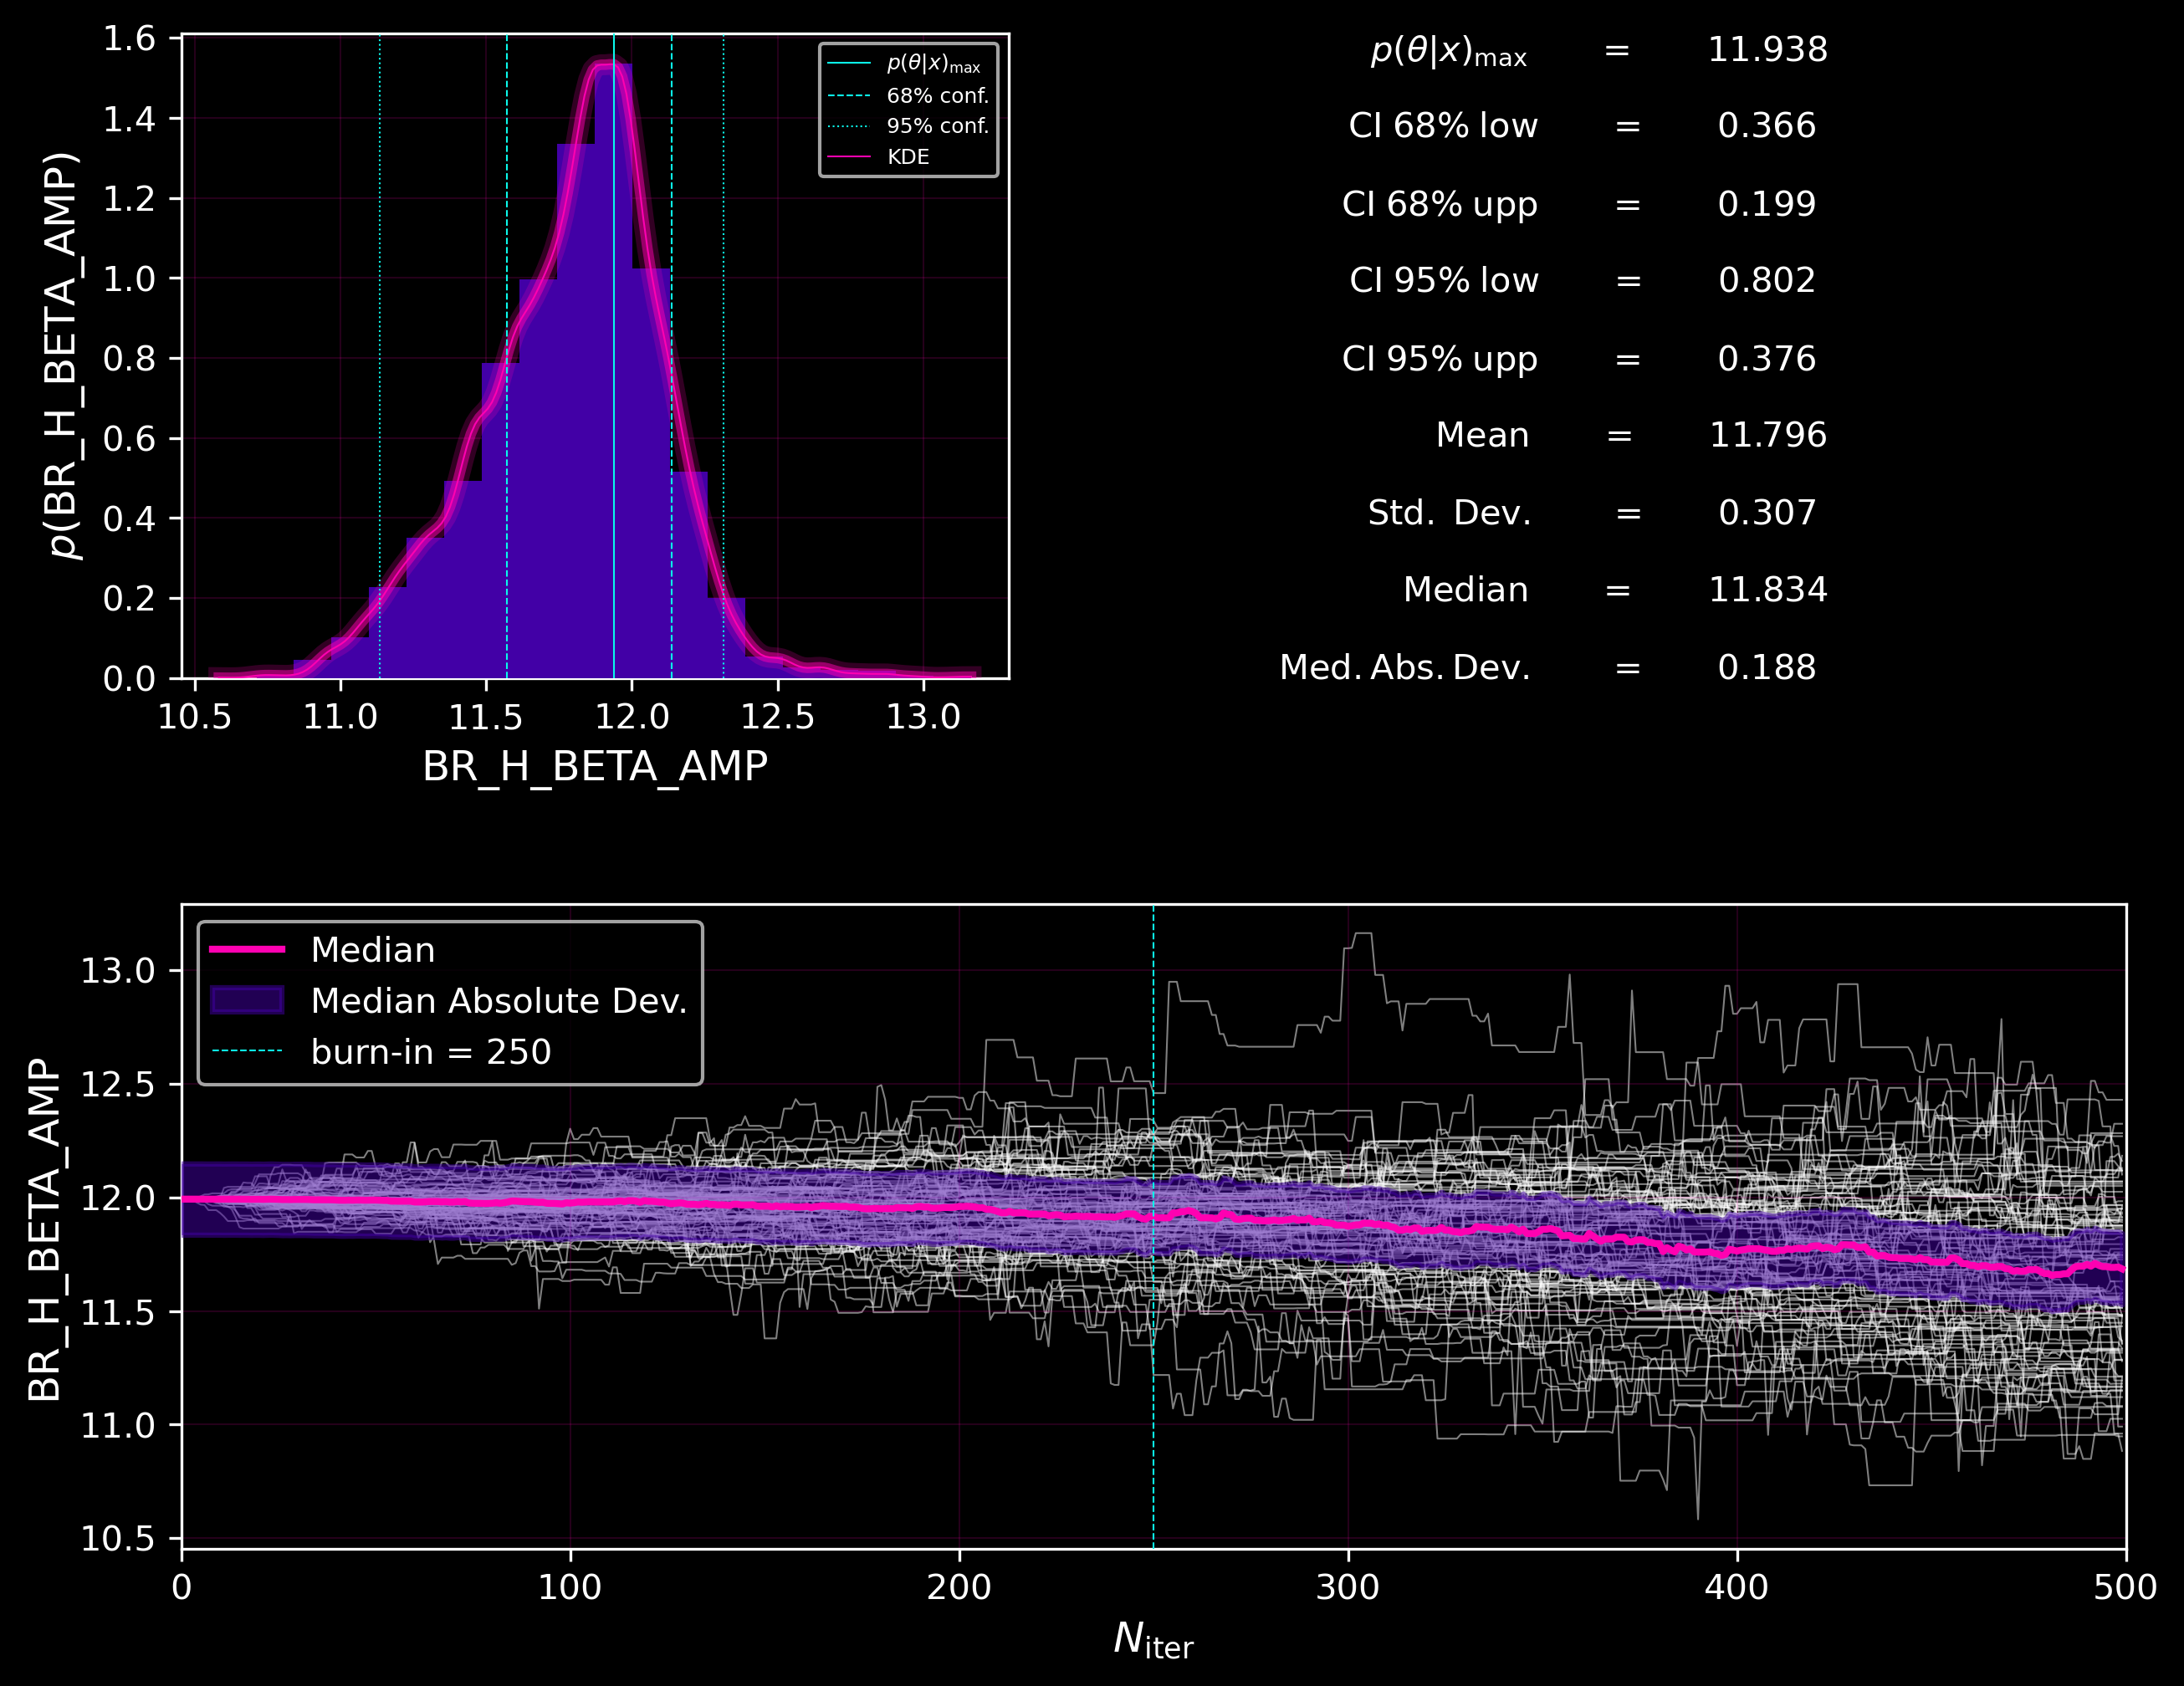 p(BR_H_BETA_AMP)
1.6
1.4
1.2
1.0
0.8
0.6
0.4
0.2
0.0
10.5 11.0 11.5 12.0 12.5 13.0
BR_H_BETA_AMP
p(θ|x)max
68% conf.
95% conf.
KDE
p(θ|x)max = 11.938
CI 68% low = 0.366
CI 68% upp = 0.199
CI 95% low = 0.802
CI 95% upp = 0.376
Mean = 11.796
Std. Dev. = 0.307
Median = 11.834
Med. Abs. Dev. = 0.188
BR_H_BETA_AMP
13.0
12.5
12.0
11.5
11.0
10.5
Median
Median Absolute Dev.
burn-in = 250
0 100 200 300 400 500
Niter